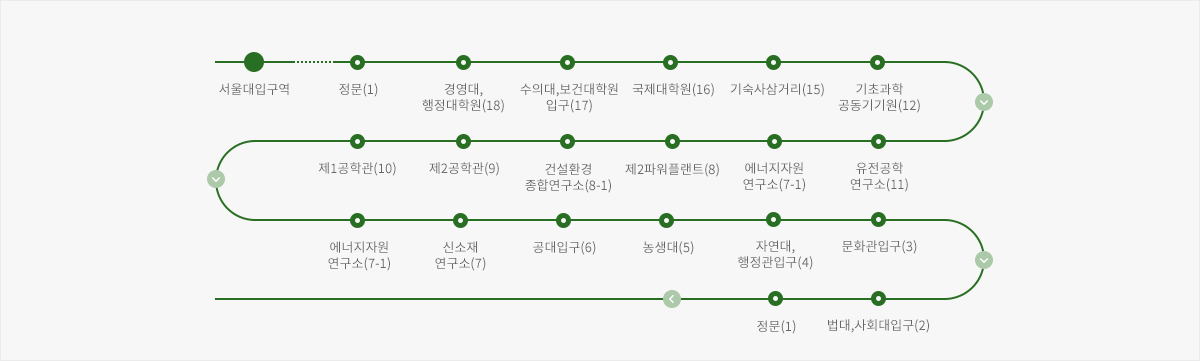 서울대입구역
정문(1)
경영대,
행정대학원(18)
수의대,보건대학원
입구(17)
국제대학원(16)
기숙사삼거리(15)
기초과학
공동기기원(12)
제1공학관(10)
제2공학관(9)
건설환경
종합연구소(8-1)
제2파워플랜트(8)
에너지자원
연구소(7-1)
유전공학
연구소(11)
에너지자원
연구소(7-1)
신소재
연구소(7)
공대입구(6)
농생대(5)
자연대,
행정관입구(4)
문화관입구(3)
정문(1)
법대,사회대입구(2)